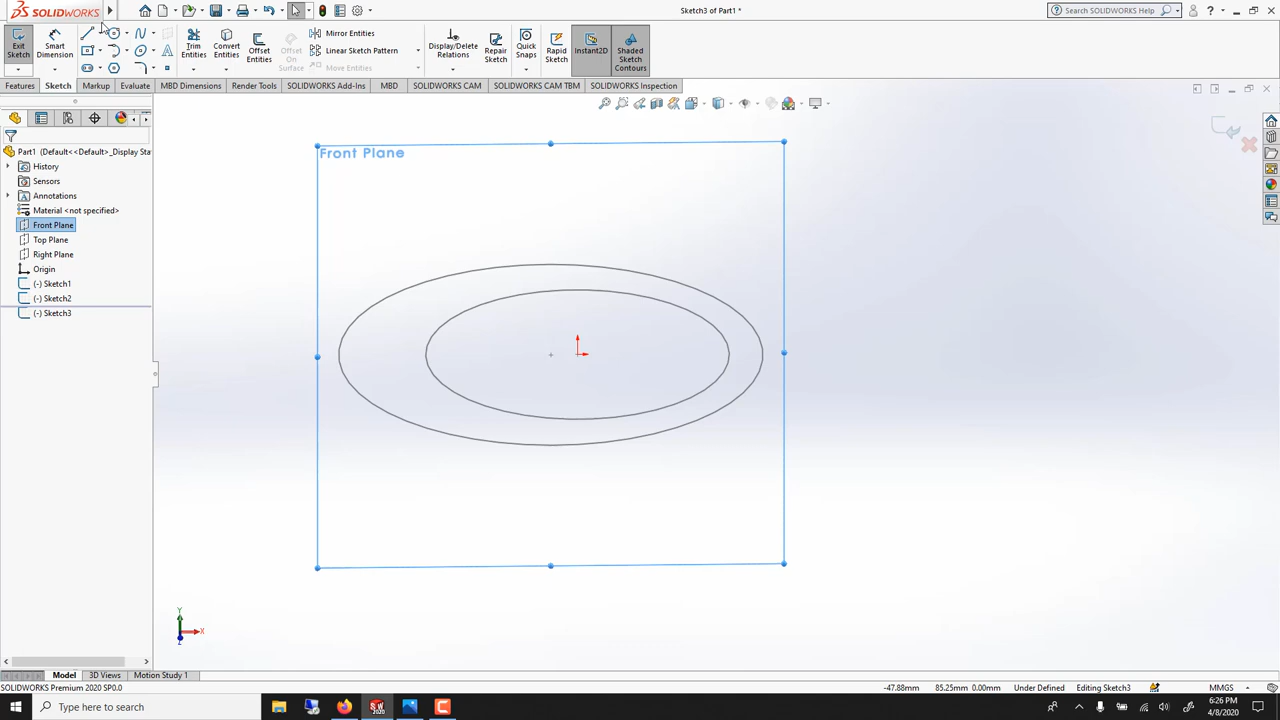 SOLIDWORKS
Sketch3 of Part1 *
Search SOLIDWORKS Help
Exit Sketch
Smart Dimension
Trim Entities
Convert Entities
Offset Entities
Offset On Surface
Mirror Entities
Linear Sketch Pattern
Move Entities
Display/Delete Relations
Repair Sketch
Quick Snaps
Rapid Sketch
Instant2D
Shaded Sketch Contours
Features
Sketch
Markup
Evaluate
MBD Dimensions
Render Tools
SOLIDWORKS Add-Ins
MBD
SOLIDWORKS CAM
SOLIDWORKS CAM TBM
SOLIDWORKS Inspection
Part1 (Default<<Default>_Display Sta
History
Sensors
Annotations
Material <not specified>
Front Plane
Top Plane
Right Plane
Origin
(-) Sketch1
(-) Sketch2
(-) Sketch3
Front Plane
Y
X
Z
Model
3D Views
Motion Study 1
SOLIDWORKS Premium 2020 SP0.0
-47.88mm
85.25mm 0.00mm
Under Defined
Editing Sketch3
MMGS
Type here to search
6:26 PM
4/8/2020